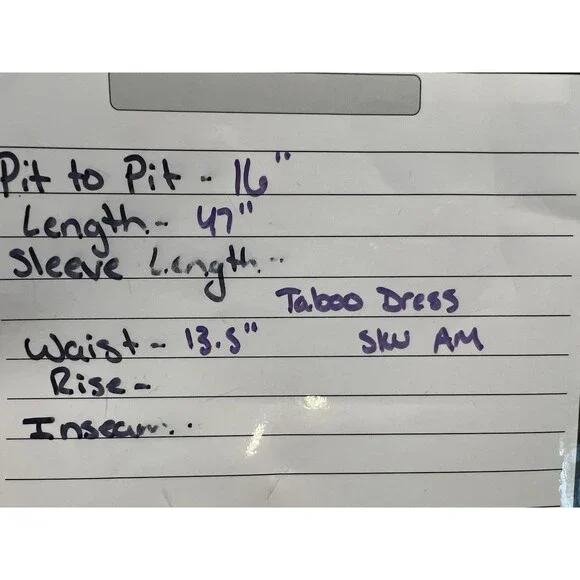 Pit to Pit - 16"
Length - 47"
Sleeve Length -
Taboo Dress
Waist - 13.5" SKU AM
Rise -
Inseam -